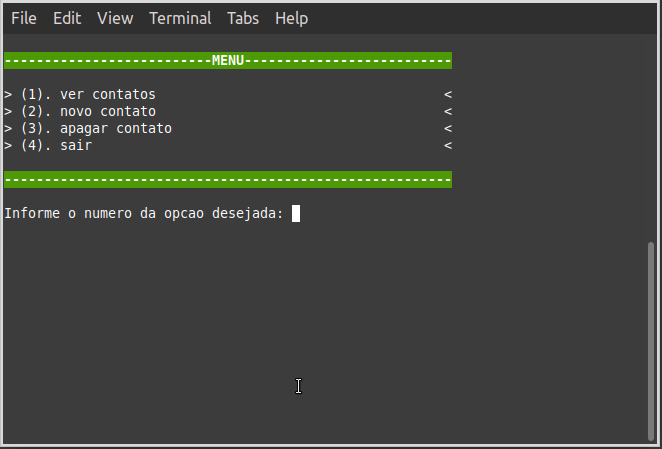 File Edit View Terminal Tabs Help
--------------------------MENU--------------------------
> (1). ver contatos <
> (2). novo contato <
> (3). apagar contato <
> (4). sair <
--------------------------------------------------------
Informe o numero da opcao desejada: